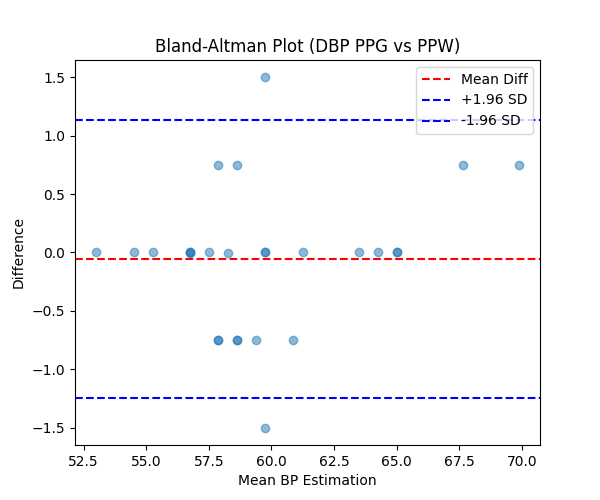 Bland-Altman Plot (DBP PPG vs PPW)
1.5
1.0
0.5
0.0
−0.5
−1.0
−1.5
Difference
Mean Diff
+1.96 SD
-1.96 SD
52.5 55.0 57.5 60.0 62.5 65.0 67.5 70.0
Mean BP Estimation